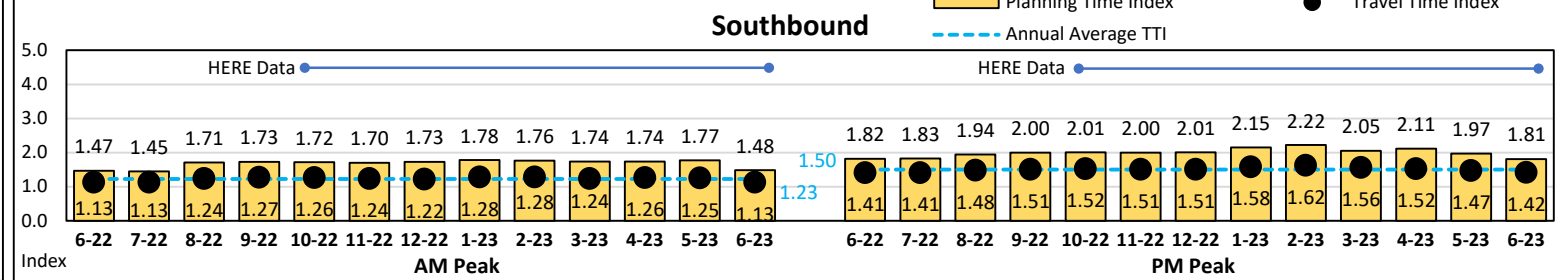 Planning Time Index
Travel Time Index
Southbound
Annual Average TTI
5.0
HERE Data
HERE Data
4.0
3.0
1.47 1.45 1.71 1.73 1.72 1.70 1.73 1.78 1.76 1.74 1.74 1.77 1.48
1.82 1.83 1.94 2.00 2.01 2.00 2.01 2.15 2.22 2.05 2.11 1.97 1.81
2.0
1.50
1.0
1.23
1.13 1.13 1.24 1.27 1.26 1.24 1.22 1.28 1.28 1.24 1.26 1.25 1.13
1.41 1.41 1.48 1.51 1.52 1.51 1.51 1.58 1.62 1.56 1.52 1.47 1.42
0.0
6-22 7-22 8-22 9-22 10-22 11-22 12-22 1-23 2-23 3-23 4-23 5-23 6-23
6-22 7-22 8-22 9-22 10-22 11-22 12-22 1-23 2-23 3-23 4-23 5-23 6-23
Index
AM Peak
PM Peak